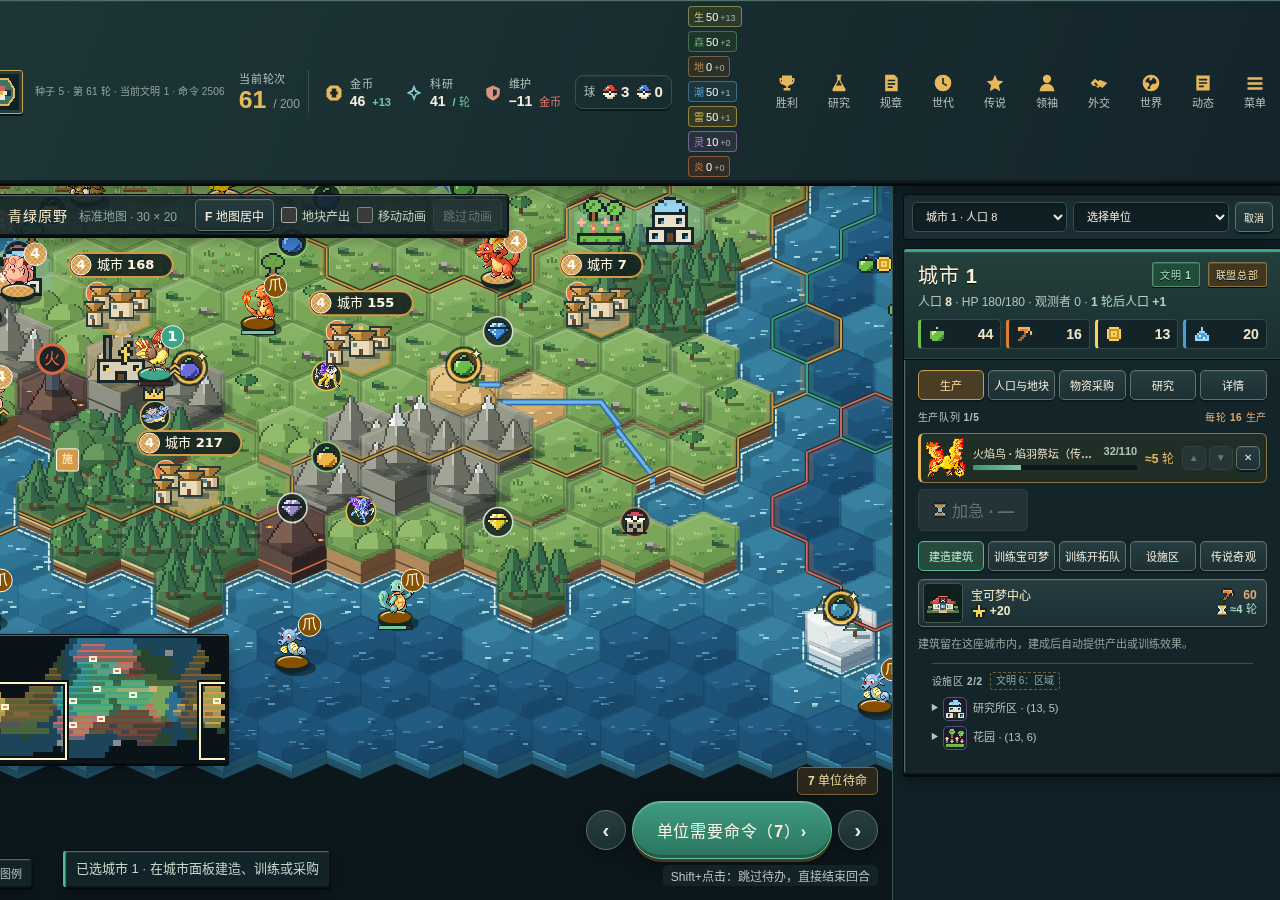 种子 5 · 第 61 轮 · 当前文明 1 · 命令 2506
当前轮次
61 / 200
金币
46 +13
科研
41 / 轮
维护
−11 金币
球 3 0
生 50 +13
森 50 +2
地 0 +0
潮 50 +1
雷 50 +1
灵 10 +0
炎 0 +0
胜利
研究
规章
世代
传说
领袖
外交
世界
动态
菜单
青绿原野
标准地图 · 30 × 20
F 地图居中
地块产出
移动动画
跳过动画
4
4 城市 168
爪
4
4 城市 7
4 城市 155
火
1
4
4 城市 217
施
爪
爪
爪
爪
7 单位待命
‹
单位需要命令（7）›
›
Shift+点击：跳过待办，直接结束回合
图例
已选城市 1 · 在城市面板建造、训练或采购
城市 1 · 人口 8
选择单位
取消
城市 1
文明 1
联盟总部
人口 8 · HP 180/180 · 观测者 0 · 1 轮后人口 +1
44
16
13
20
生产
人口与地块
物资采购
研究
详情
生产队列 1/5
每轮 16 生产
火焰鸟 · 焰羽祭坛（传...
32/110
≈5 轮
▲
▼
✕
加急 · —
建造建筑
训练宝可梦
训练开拓队
设施区
传说奇观
宝可梦中心
60
+20
≈4 轮
建筑留在这座城市内，建成后自动提供产出或训练效果。
设施区 2/2
文明 6：区域
研究所区 · (13, 5)
花园 · (13, 6)